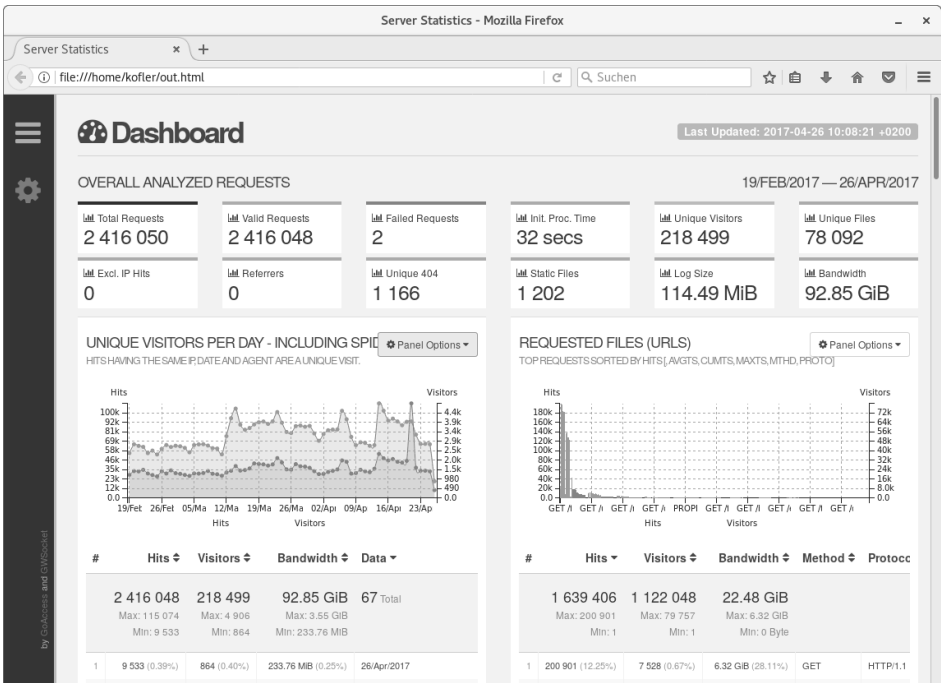 Server Statistics - Mozilla Firefox
Server Statistics
file:///home/kofler/out.html
Suchen
Dashboard
Last Updated: 2017-04-26 10:08:21 +0200
OVERALL ANALYZED REQUESTS
19/FEB/2017 — 26/APR/2017
Total Requests
2 416 050
Valid Requests
2 416 048
Failed Requests
2
Init. Proc. Time
32 secs
Unique Visitors
218 499
Unique Files
78 092
Excl. IP Hits
0
Referrers
0
Unique 404
1 166
Static Files
1 202
Log Size
114.49 MiB
Bandwidth
92.85 GiB
UNIQUE VISITORS PER DAY - INCLUDING SPID
Panel Options
HITS HAVING THE SAME IP, DATE AND AGENT ARE A UNIQUE VISIT.
Hits Visitors
100k 4.4k
92k 3.9k
81k 3.4k
69k 2.9k
58k 2.5k
46k 2.0k
35k 1.5k
23k 980
12k 490
0.0 0.0
19/Fet 26/Fet 05/Ma 12/Ma 19/Ma 26/Ma 02/Api 09/Ap 16/Api 23/Ap
Hits Visitors
# Hits Visitors Bandwidth Data
2 416 048 218 499 92.85 GiB 67 Total
Max: 115 074 Max: 4 906 Max: 3.55 GiB
Min: 9 533 Min: 864 Min: 233.76 MiB
1 9 533 (0.39%) 864 (0.40%) 233.76 MiB (0.25%) 26/Apr/2017
REQUESTED FILES (URLS)
Panel Options
TOP REQUESTS SORTED BY HITS [, AVGTS, CUMTS, MAXTS, MTHD, PROTO]
Hits Visitors
180k 72k
160k 64k
140k 56k
120k 48k
100k 40k
80k 32k
60k 24k
40k 16k
20k 8.0k
0.0 0.0
GET /l GET /i GET /i GET /i PROPI GET /l GET /i GET /l GET /i GET /i
Hits Visitors
# Hits Visitors Bandwidth Method Protoco
1 639 406 1 122 048 22.48 GiB
Max: 200 901 Max: 79 757 Max: 6.32 GiB
Min: 1 Min: 1 Min: 0 Byte
1 200 901 (12.25%) 7 528 (0.67%) 6.32 GiB (28.11%) GET HTTP/1.1
by GoAccess and GWSocket